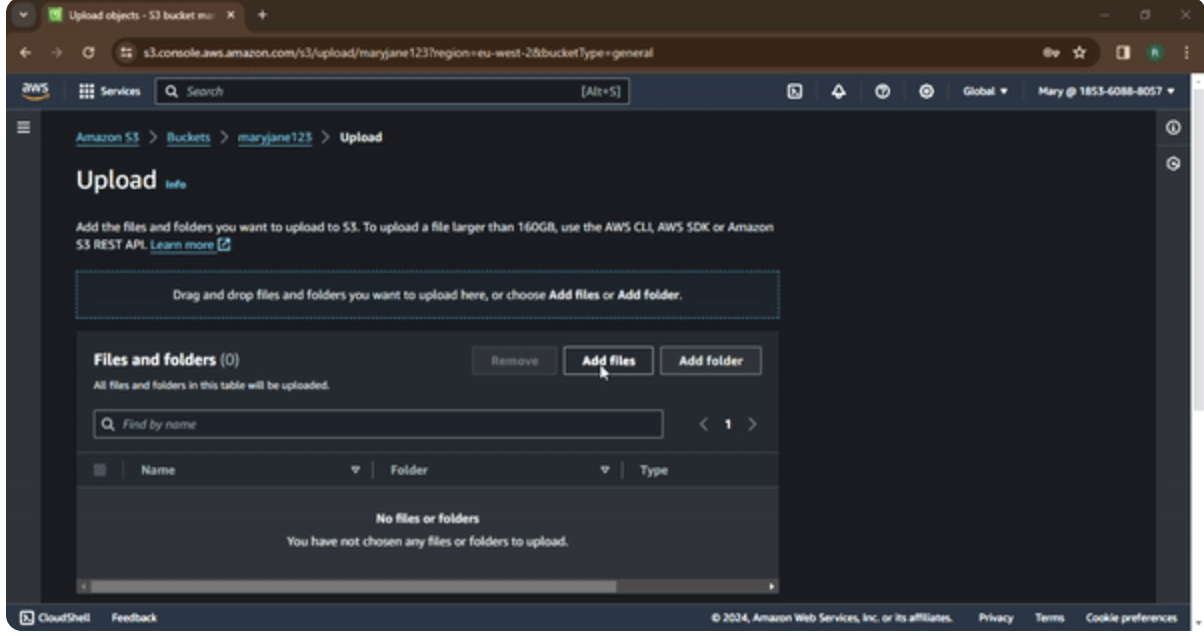 Upload objects - S3 bucket ma
s3.console.aws.amazon.com/s3/upload/maryjane123?region=eu-west-2&bucketType=general
aws
Services
Search
[Alt+S]
Global
Mary @ 1853-6088-8057
Amazon S3 > Buckets > maryjane123 > Upload
Upload Info
Add the files and folders you want to upload to S3. To upload a file larger than 160GB, use the AWS CLI, AWS SDK or Amazon
S3 REST API. Learn more
Drag and drop files and folders you want to upload here, or choose Add files or Add folder.
Files and folders (0)
Remove
Add files
Add folder
All files and folders in this table will be uploaded.
Find by name
1
Name
Folder
Type
No files or folders
You have not chosen any files or folders to upload.
CloudShell
Feedback
© 2024, Amazon Web Services, Inc. or its affiliates.
Privacy
Terms
Cookie preferences